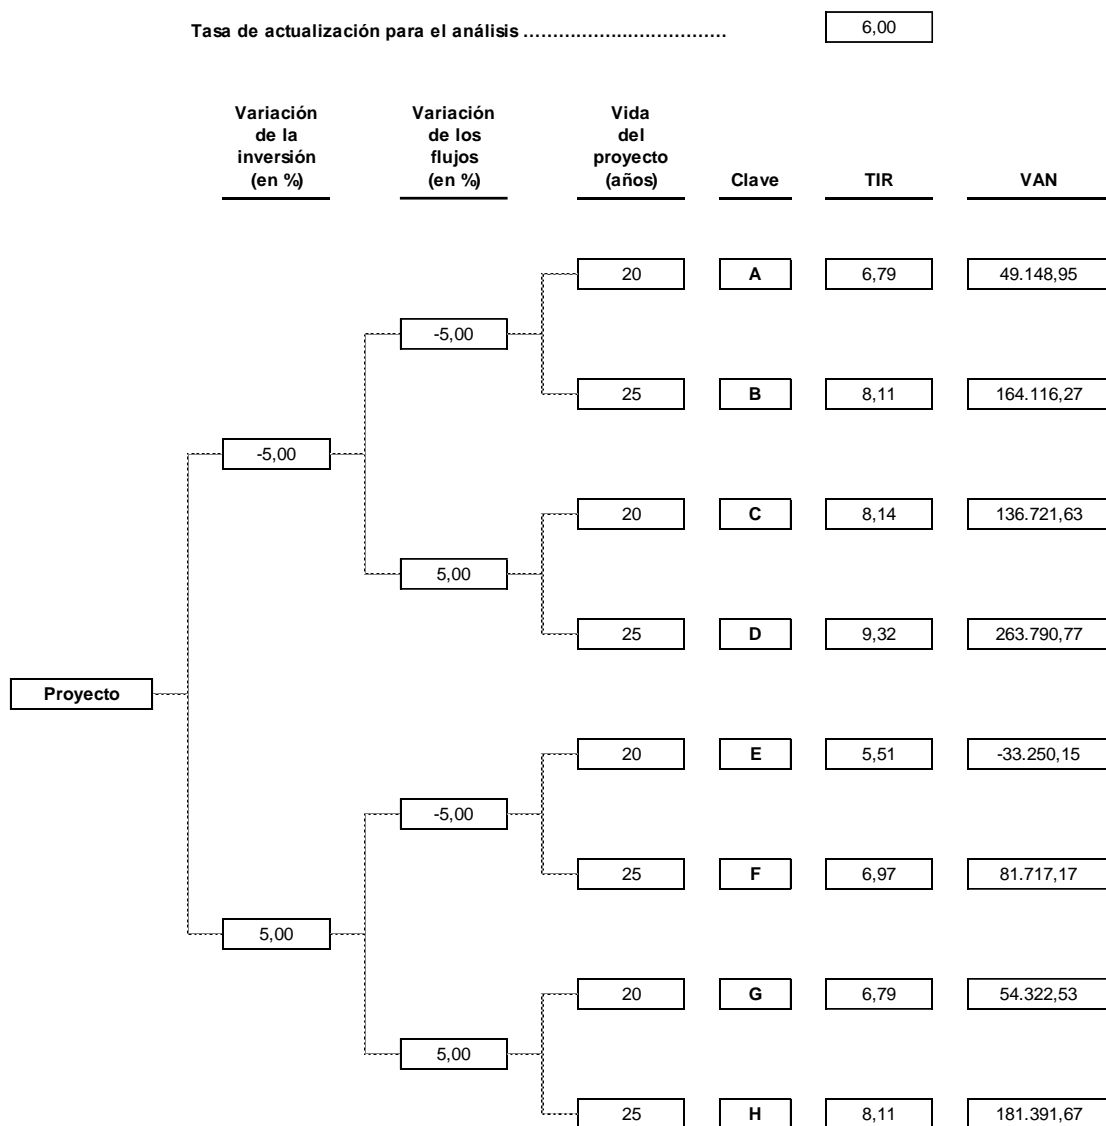 Tasa de actualización para el análisis ....................................... 6,00
Variación de la inversión (en %)
Variación de los flujos (en %)
Vida del proyecto (años)
Clave
TIR
VAN
20 A 6,79 49.148,95
-5,00
25 B 8,11 164.116,27
-5,00
20 C 8,14 136.721,63
5,00
25 D 9,32 263.790,77
Proyecto
20 E 5,51 -33.250,15
-5,00
25 F 6,97 81.717,17
5,00
20 G 6,79 54.322,53
5,00
25 H 8,11 181.391,67